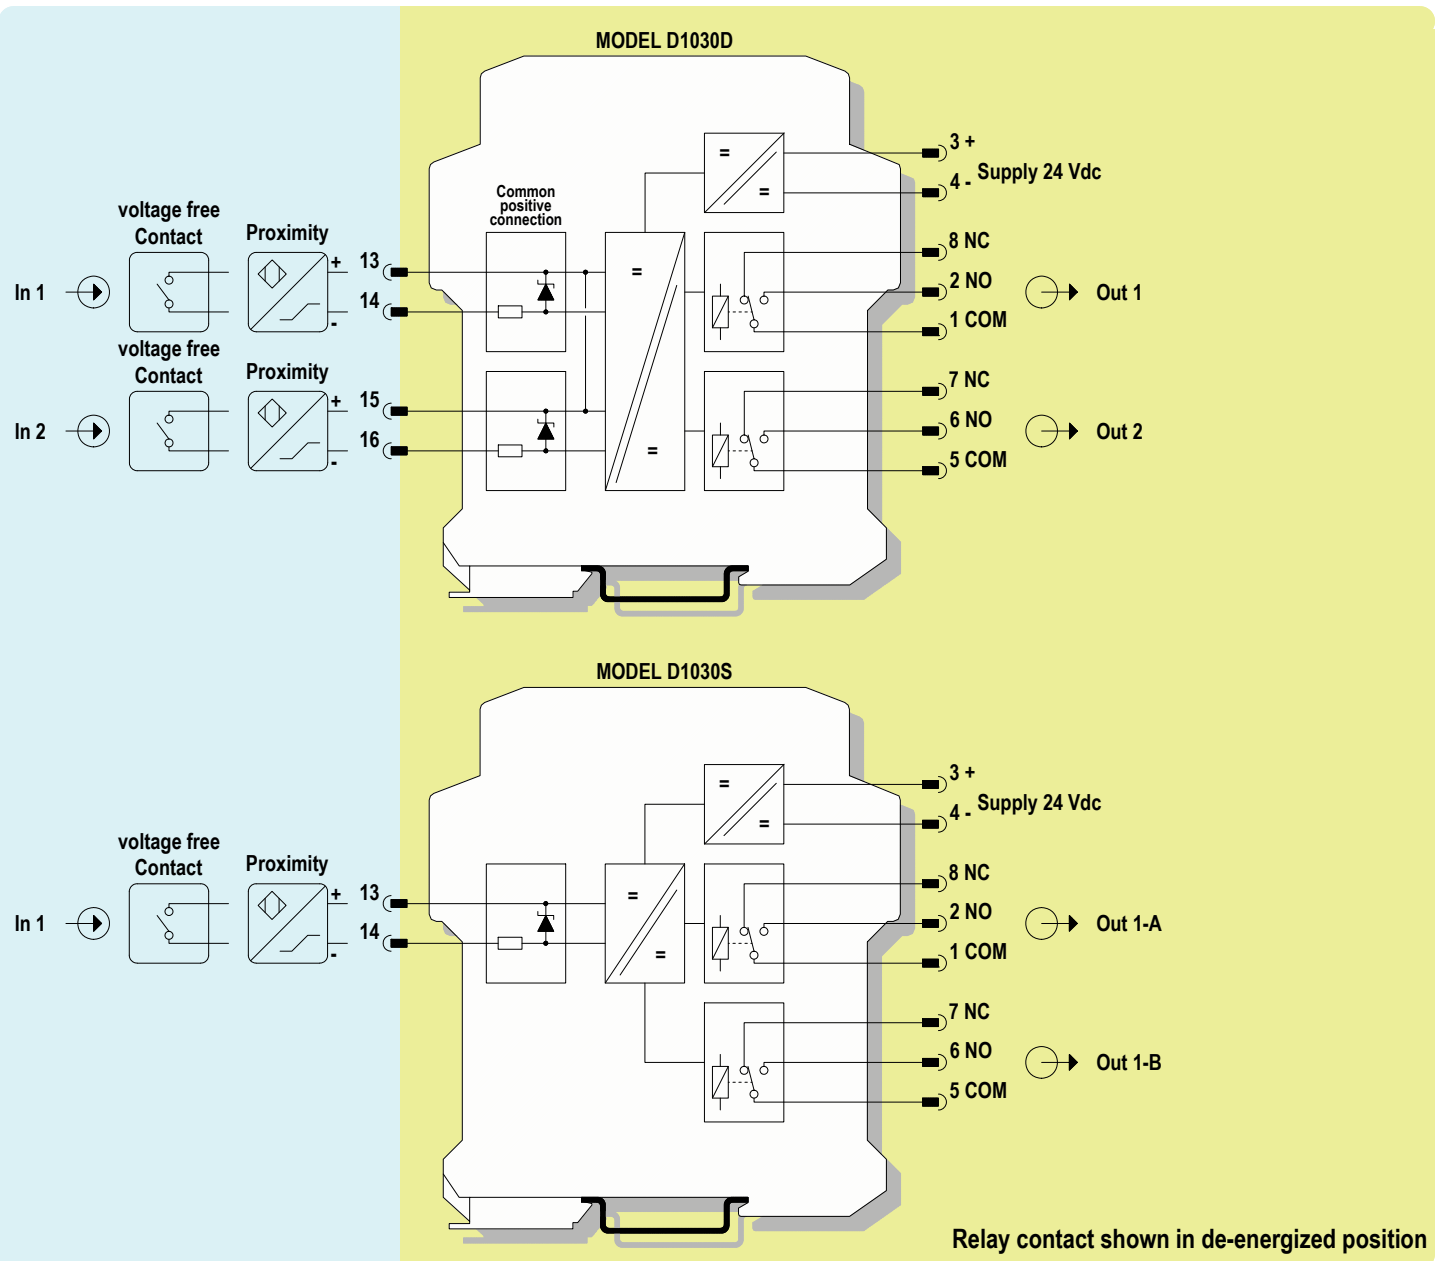 MODEL D1030D
3 +
Supply 24 Vdc
4 -
Common
positive
connection
voltage free
Contact
Proximity
+
13
8 NC
In 1
2 NO
Out 1
14
-
1 COM
voltage free
Contact
Proximity
+
15
7 NC
In 2
6 NO
Out 2
16
-
5 COM
MODEL D1030S
3 +
Supply 24 Vdc
4 -
voltage free
Contact
Proximity
+
13
8 NC
In 1
2 NO
Out 1-A
14
-
1 COM
7 NC
6 NO
Out 1-B
5 COM
Relay contact shown in de-energized position